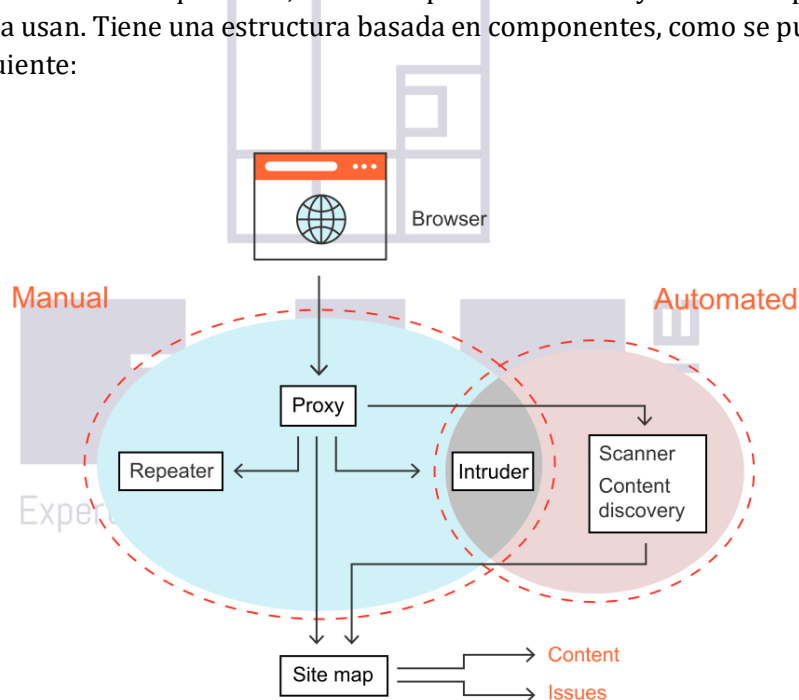 a usan. Tiene una estructura basada en componentes, como se pu
uiente:
Browser
Manual
Automated
Proxy
Repeater
Intruder
Scanner
Content
discovery
Exper
Site map
Content
Issues